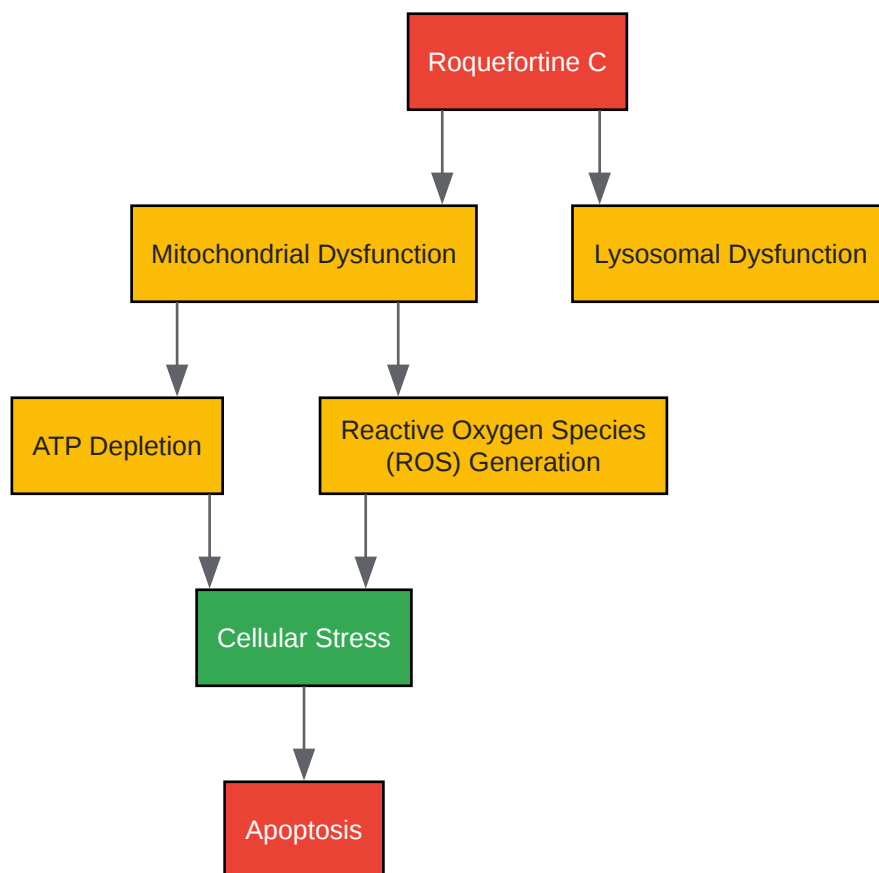 Roquefortine C
Mitochondrial Dysfunction
Lysosomal Dysfunction
ATP Depletion
Reactive Oxygen Species
(ROS) Generation
Cellular Stress
Apoptosis